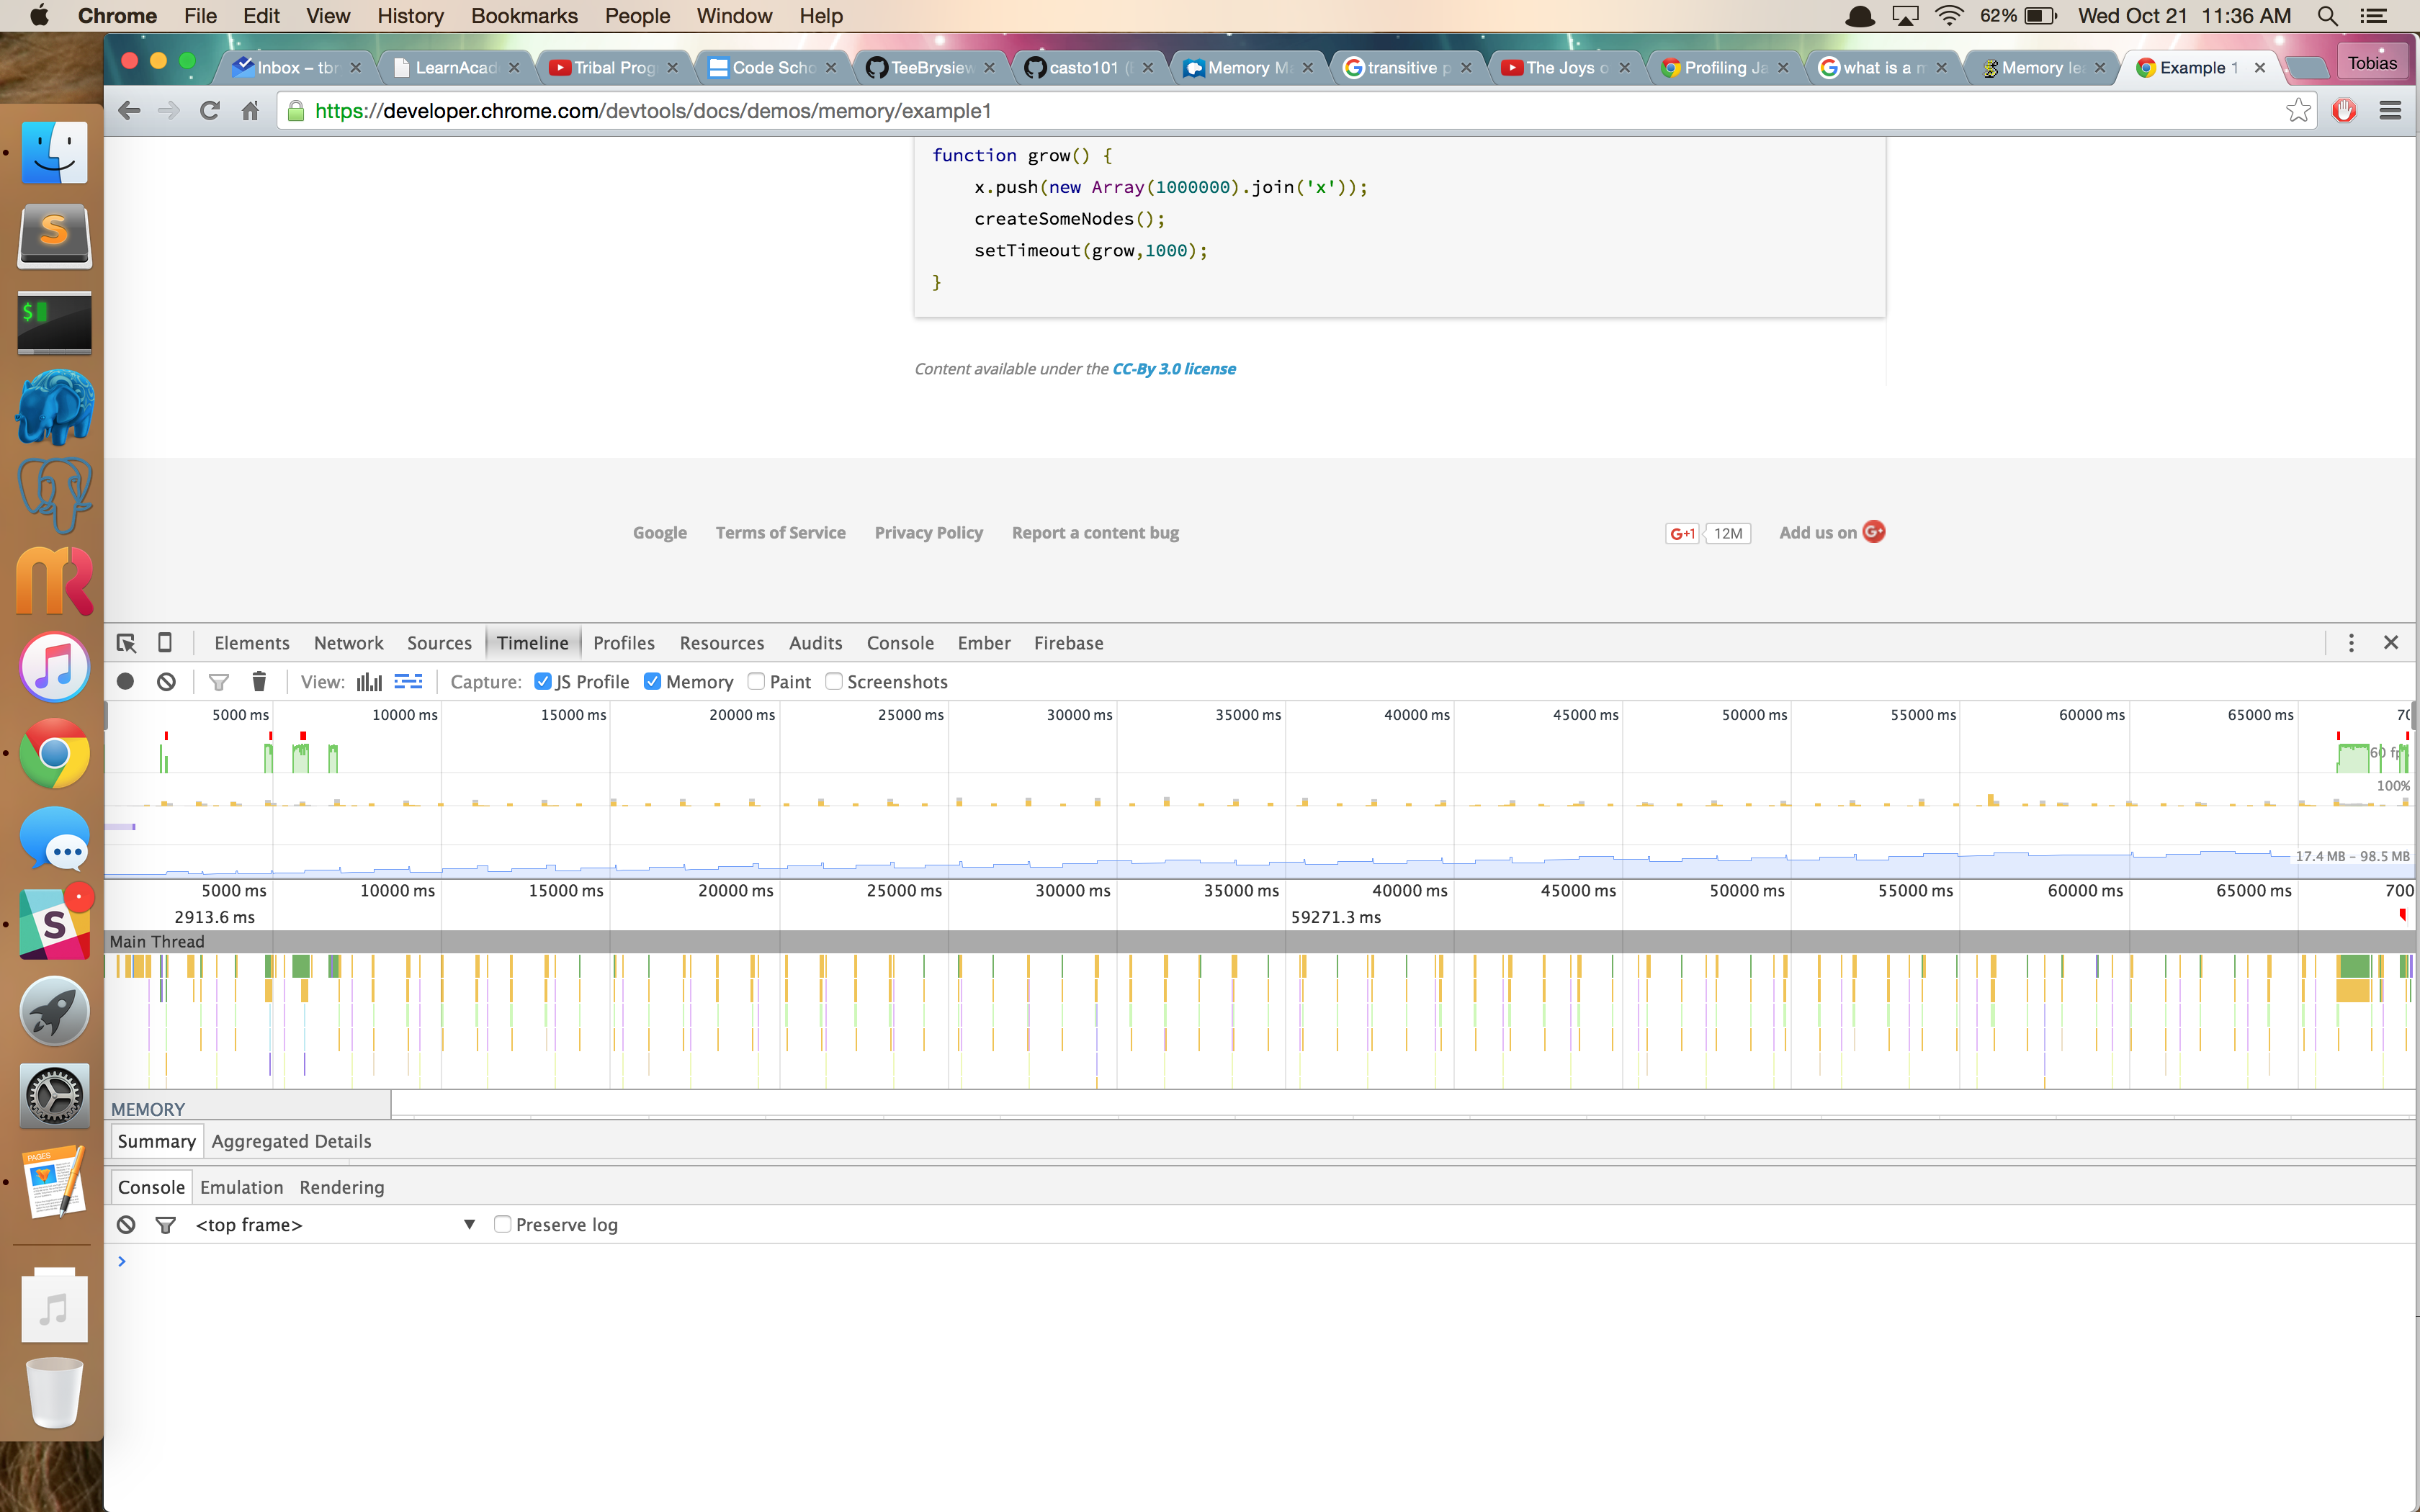 Chrome File Edit View History Bookmarks People Window Help 62% Wed Oct 21 11:36 AM
Inbox – tbr LearnAcad Tribal Prog Code Scho TeeBrysiew casto101 ( Memory M transitive p The Joys o Profiling Ja what is a m Memory le Example 1 Tobias
https://developer.chrome.com/devtools/docs/demos/memory/example1
function grow() {
x.push(new Array(1000000).join('x'));
createSomeNodes();
setTimeout(grow,1000);
}
Content available under the CC-By 3.0 license
Google Terms of Service Privacy Policy Report a content bug G+1 12M Add us on G+
Elements Network Sources Timeline Profiles Resources Audits Console Ember Firebase
View: Capture: JS Profile Memory Paint Screenshots
5000 ms 10000 ms 15000 ms 20000 ms 25000 ms 30000 ms 35000 ms 40000 ms 45000 ms 50000 ms 55000 ms 60000 ms 65000 ms 70
60 fp
100%
17.4 MB – 98.5 MB
5000 ms 10000 ms 15000 ms 20000 ms 25000 ms 30000 ms 35000 ms 40000 ms 45000 ms 50000 ms 55000 ms 60000 ms 65000 ms 700
2913.6 ms 59271.3 ms
Main Thread
MEMORY
Summary Aggregated Details
Console Emulation Rendering
<top frame> ▼ Preserve log
>
$
PAGES